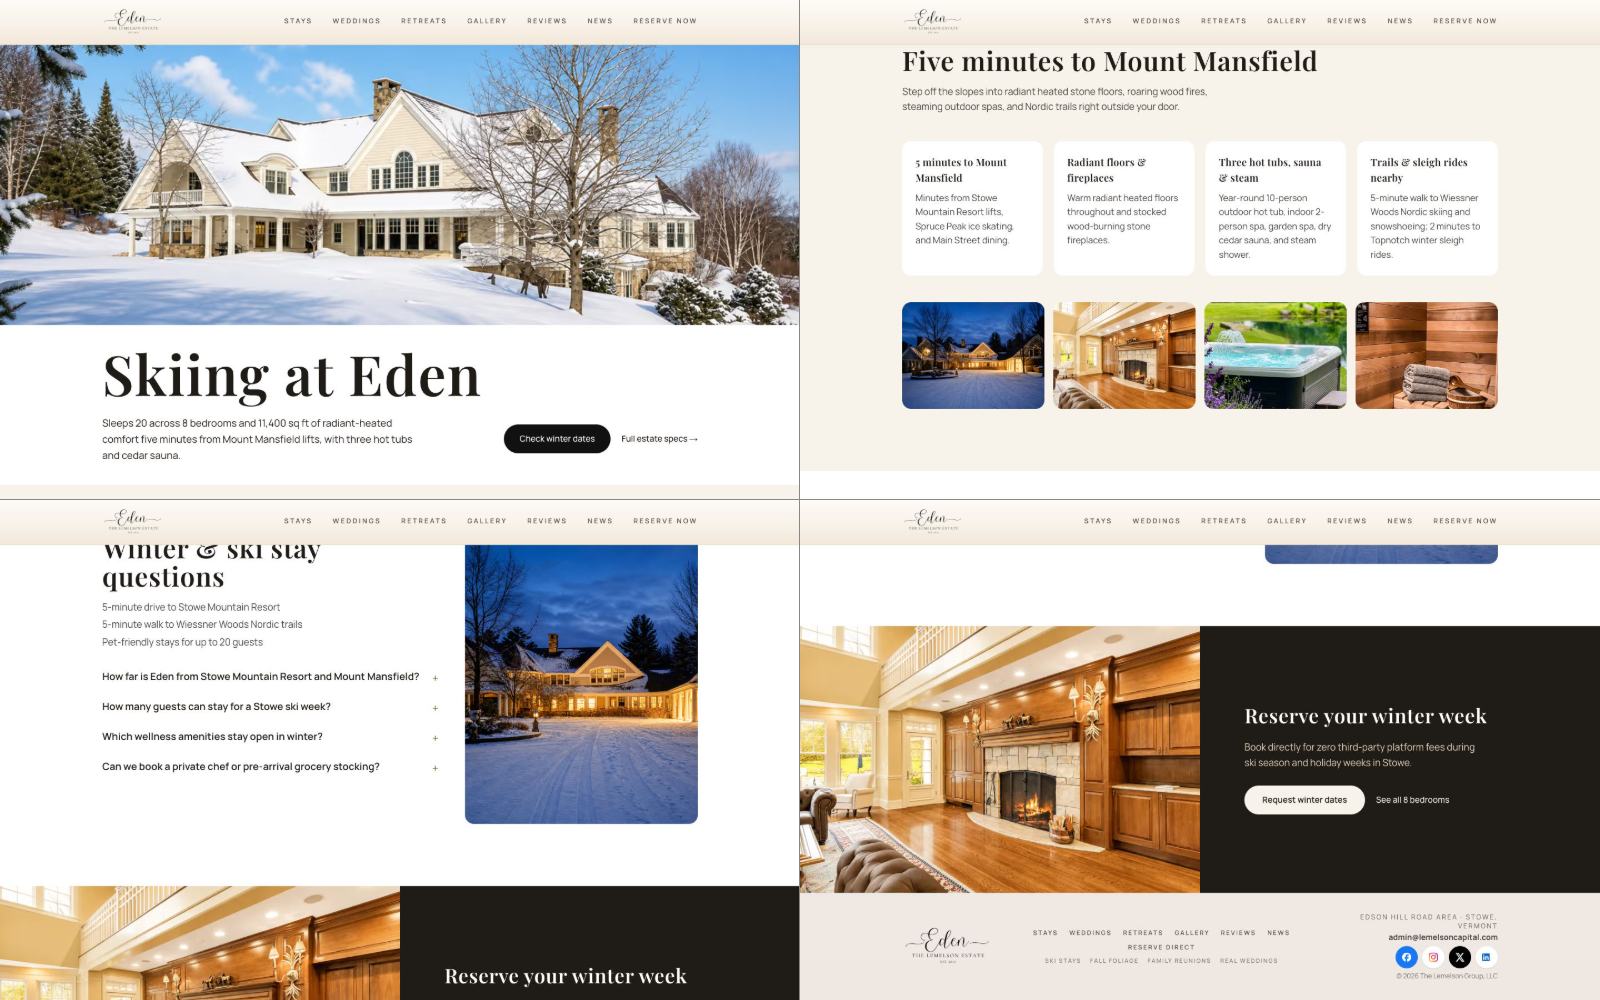 Eden
THE LEMELSON ESTATE
STAYS WEDDINGS RETREATS GALLERY REVIEWS NEWS RESERVE NOW
Skiing at Eden
Sleeps 20 across 8 bedrooms and 11,400 sq ft of radiant-heated
comfort five minutes from Mount Mansfield lifts, with three hot tubs
and cedar sauna.
Check winter dates
Full estate specs →
Eden
THE LEMELSON ESTATE
STAYS WEDDINGS RETREATS GALLERY REVIEWS NEWS RESERVE NOW
Five minutes to Mount Mansfield
Step off the slopes into radiant heated stone floors, roaring wood fires,
steaming outdoor spas, and Nordic trails right outside your door.
5 minutes to Mount
Mansfield
Minutes from Stowe
Mountain Resort lifts,
Spruce Peak ice skating,
and Main Street dining.
Radiant floors &
fireplaces
Warm radiant heated floors
throughout and stocked
wood-burning stone
fireplaces.
Three hot tubs, sauna
& steam
Year-round 10-person
outdoor hot tub, indoor 2-
person spa, garden spa, dry
cedar sauna, and steam
shower.
Trails & sleigh rides
nearby
5-minute walk to Wiessner
Woods Nordic skiing and
snowshoeing; 2 minutes to
Topnotch winter sleigh
rides.
Eden
THE LEMELSON ESTATE
STAYS WEDDINGS RETREATS GALLERY REVIEWS NEWS RESERVE NOW
Winter & ski stay
questions
5-minute drive to Stowe Mountain Resort
5-minute walk to Wiessner Woods Nordic trails
Pet-friendly stays for up to 20 guests
How far is Eden from Stowe Mountain Resort and Mount Mansfield? +
How many guests can stay for a Stowe ski week? +
Which wellness amenities stay open in winter? +
Can we book a private chef or pre-arrival grocery stocking? +
Reserve your winter week
Eden
THE LEMELSON ESTATE
STAYS WEDDINGS RETREATS GALLERY REVIEWS NEWS RESERVE NOW
Reserve your winter week
Book directly for zero third-party platform fees during
ski season and holiday weeks in Stowe.
Request winter dates
See all 8 bedrooms
Eden
THE LEMELSON ESTATE
STAYS WEDDINGS RETREATS GALLERY REVIEWS NEWS
RESERVE DIRECT
SKI STAYS FALL FOLIAGE FAMILY REUNIONS REAL WEDDINGS
EDSON HILL ROAD AREA · STOWE,
VERMONT
admin@lemelsoncapital.com
© 2026 The Lemelson Group, LLC